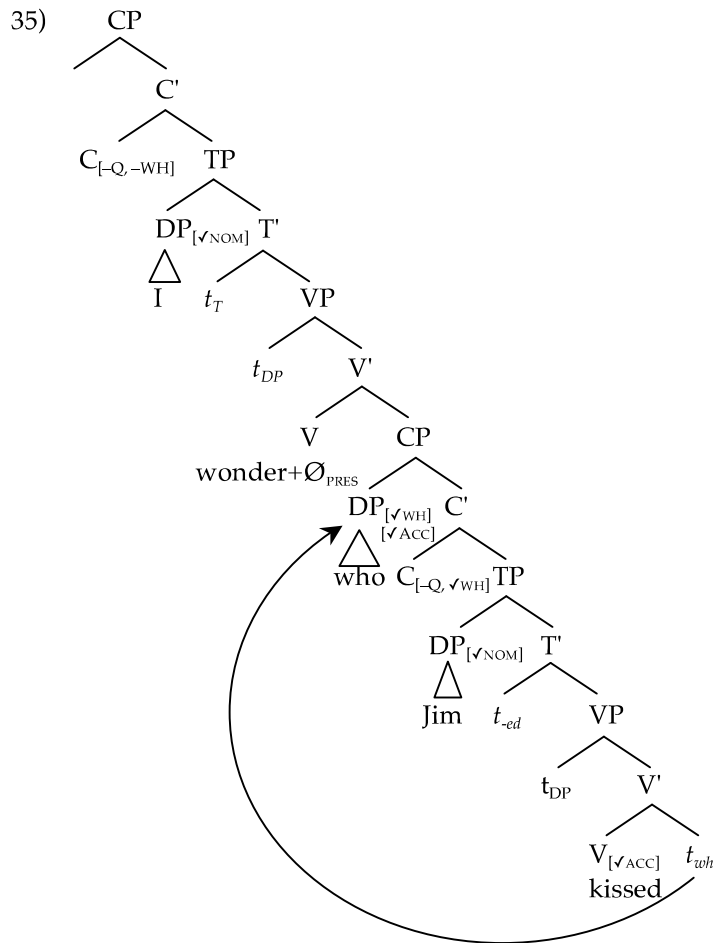 35) CP
C'
C[–Q, –WH] TP
DP[✓NOM] T'
I tT VP
tDP V'
V CP
wonder+ØPRES
DP[✓WH] C'
[✓ACC]
who C[–Q, ✓WH] TP
DP[✓NOM] T'
Jim t-ed VP
tDP V'
V[✓ACC] twh
kissed